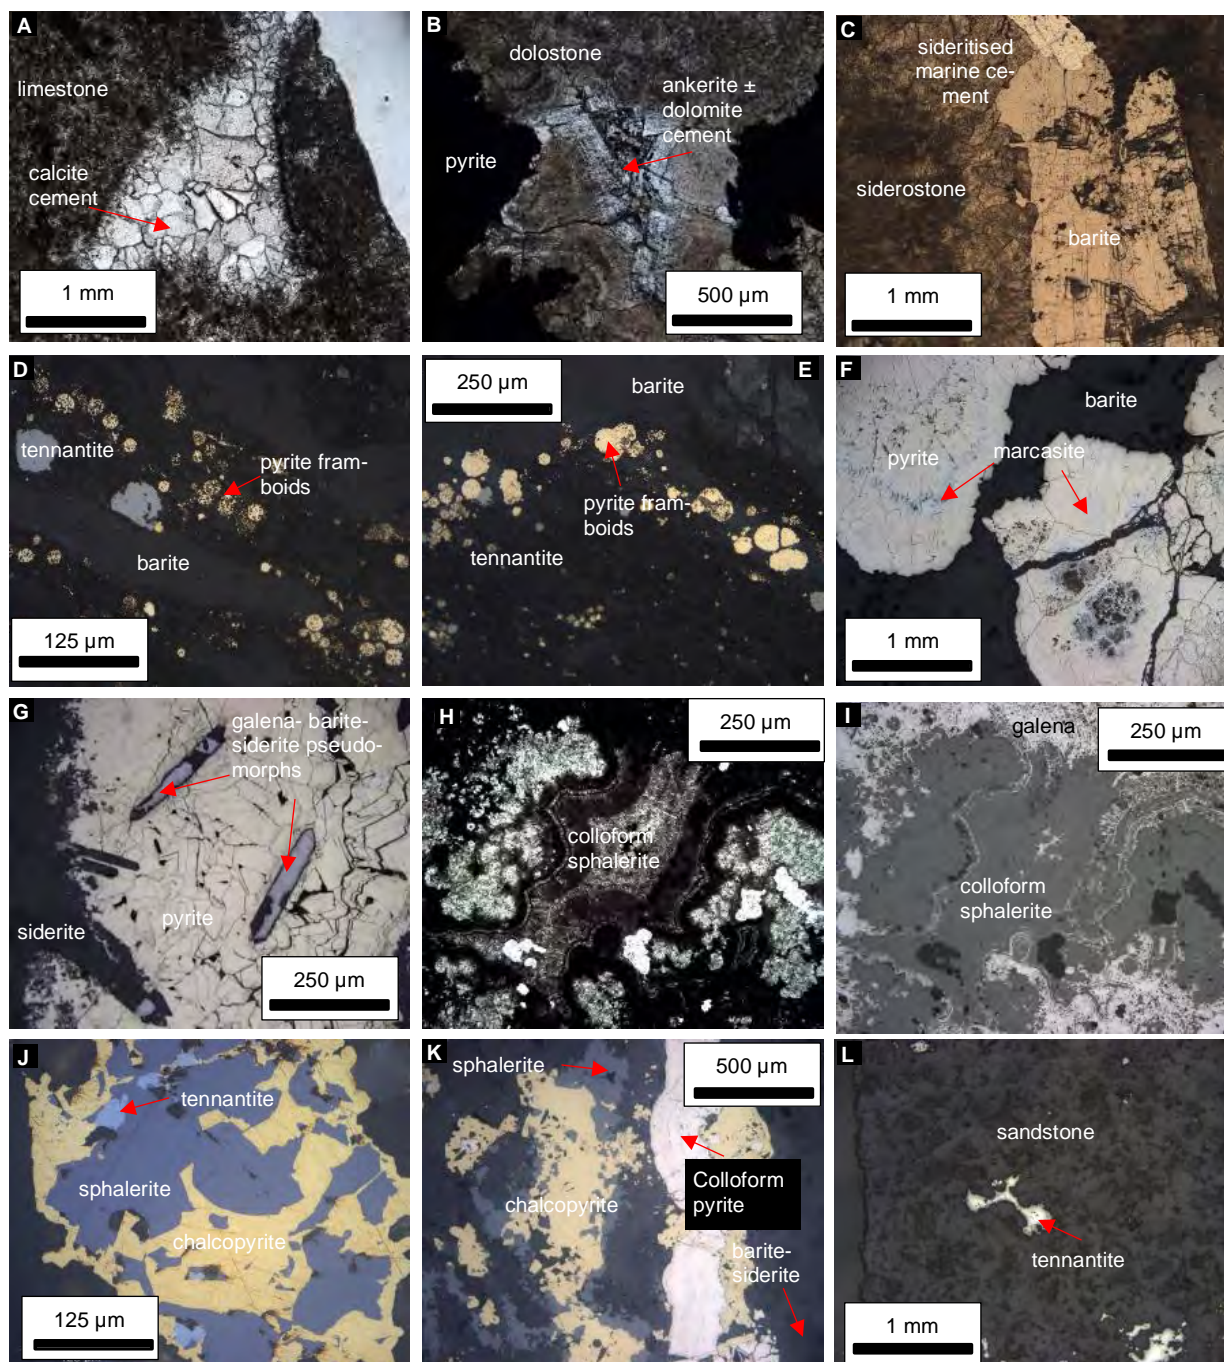 A
limestone
calcite
cement
1 mm
B
dolostone
ankerite ±
dolomite
cement
pyrite
500 µm
C
sideritised
marine ce-
ment
siderostone
barite
1 mm
D
tennantite
pyrite fram-
boids
barite
125 µm
250 µm
E
barite
pyrite fram-
boids
tennantite
F
barite
pyrite
marcasite
1 mm
G
galena- barite-
siderite pseudo-
morphs
siderite
pyrite
250 µm
H
250 µm
colloform
sphalerite
I
galena
250 µm
colloform
sphalerite
J
tennantite
sphalerite
chalcopyrite
125 µm
K
sphalerite
500 µm
Colloform
pyrite
chalcopyrite
barite-
siderite
L
sandstone
tennantite
1 mm